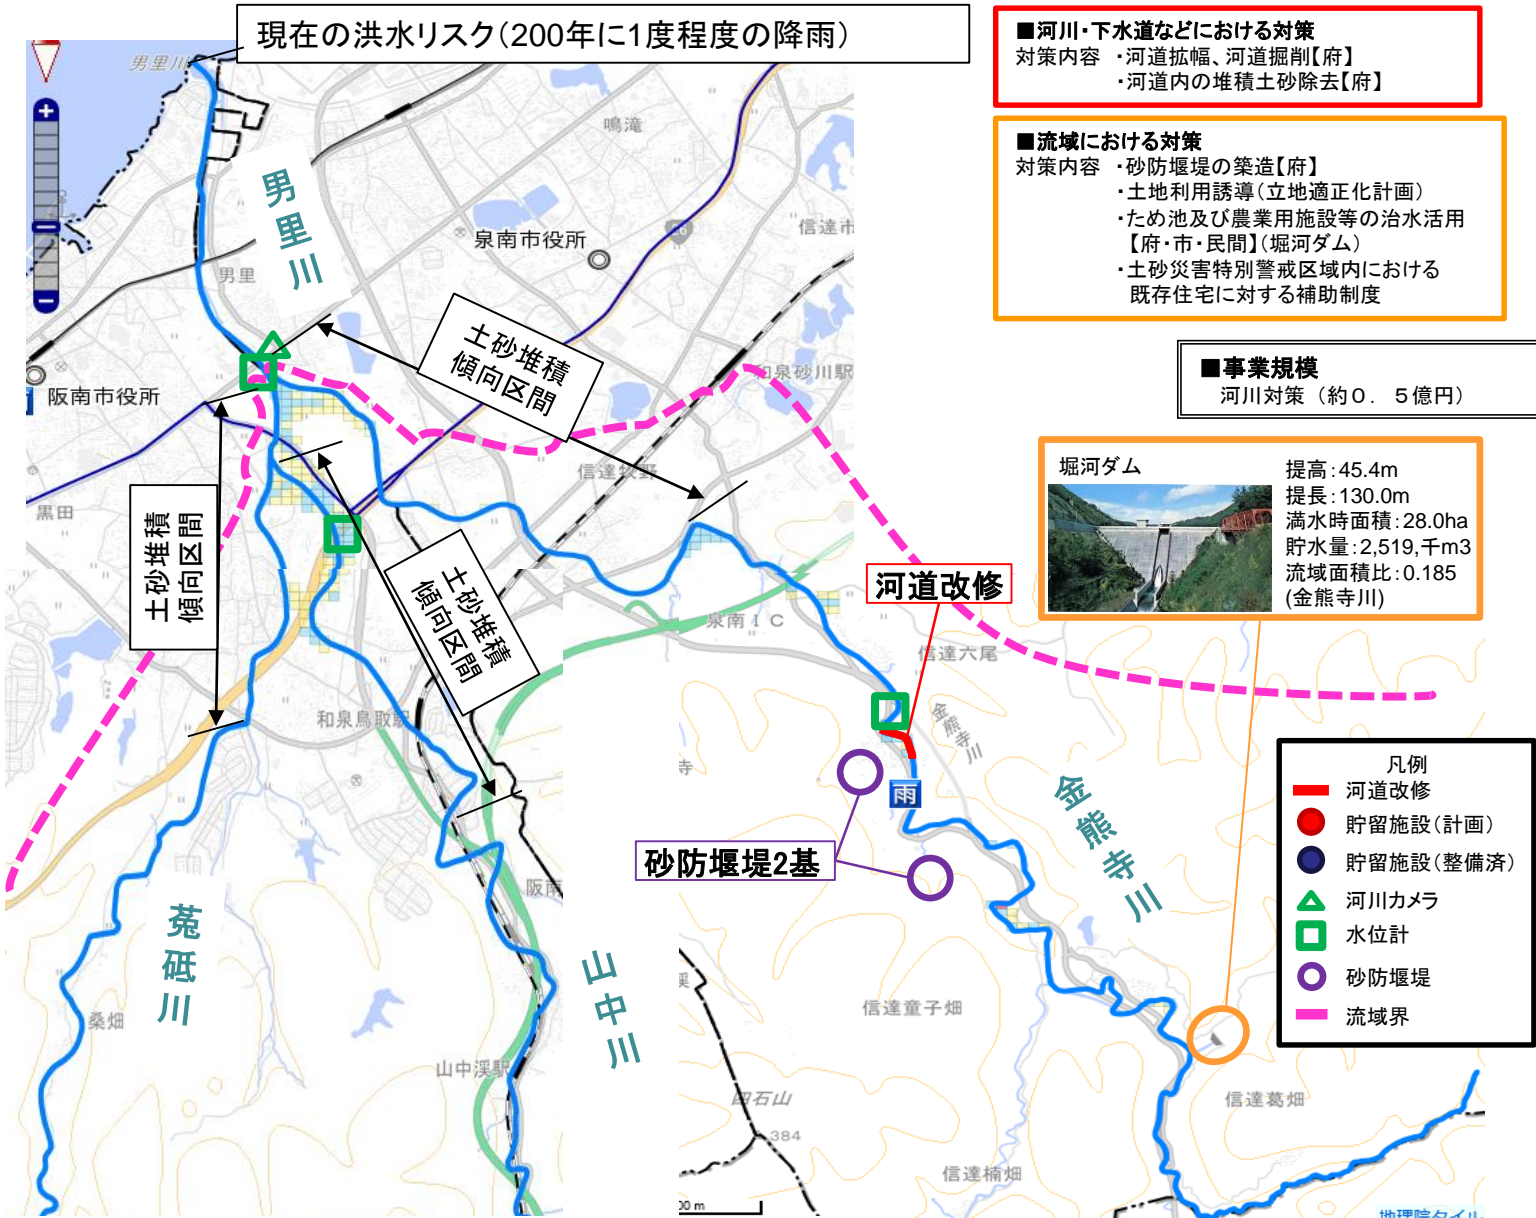 現在の洪水リスク(200年に1度程度の降雨)
■河川・下水道などにおける対策
対策内容 ・河道拡幅、河道掘削【府】
・河道内の堆積土砂除去【府】
■流域における対策
対策内容 ・砂防堰堤の築造【府】
・土地利用誘導(立地適正化計画)
・ため池及び農業用施設等の治水活用
【府・市・民間】(堀河ダム)
・土砂災害特別警戒区域内における
既存住宅に対する補助制度
■事業規模
河川対策 (約0. 5億円)
堀河ダム
提高:45.4m
提長:130.0m
満水時面積:28.0ha
貯水量:2,519,千m3
流域面積比:0.185
(金熊寺川)
男里川
鳴滝
男里川
泉南市役所
信達市
男里
阪南市役所
土砂堆積
傾向区間
和泉砂川駅
信達牧野
黒田
土砂堆積
傾向区間
土砂堆積
傾向区間
河道改修
泉南IC
信達六尾
和泉鳥取駅
金熊寺川
寺
雨
金熊寺川
砂防堰堤2基
阪南
菟砥川
山中川
桑畑
山中渓駅
信達童子畑
四石山
384
信達楠畑
信達葛畑
00 m
地理院タイル
凡例
河道改修
貯留施設(計画)
貯留施設(整備済)
河川カメラ
水位計
砂防堰堤
流域界